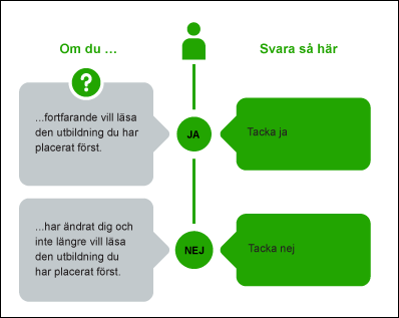 Om du ...
Svara så här
?
...fortfarande vill läsa
den utbildning du har
placerat först.
JA
Tacka ja
...har ändrat dig och
inte längre vill läsa
den utbildning du
har placerat först.
NEJ
Tacka nej